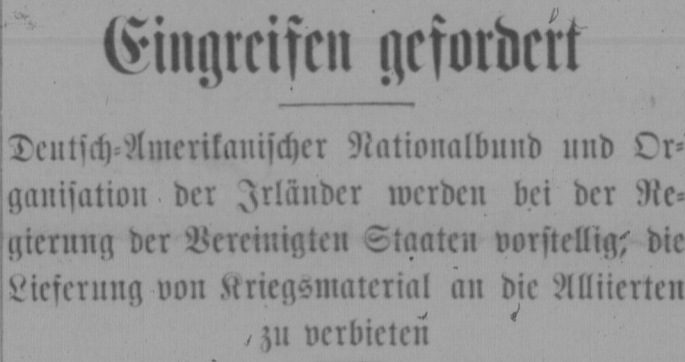 Eingreifen gefordert
Deutsch-Amerikanischer Nationalbund und Or-
ganisation der Irländer werden bei der Re-
gierung der Vereinigten Staaten vorstellig, die
Lieferung von Kriegsmaterial an die Alliierten
zu verbieten